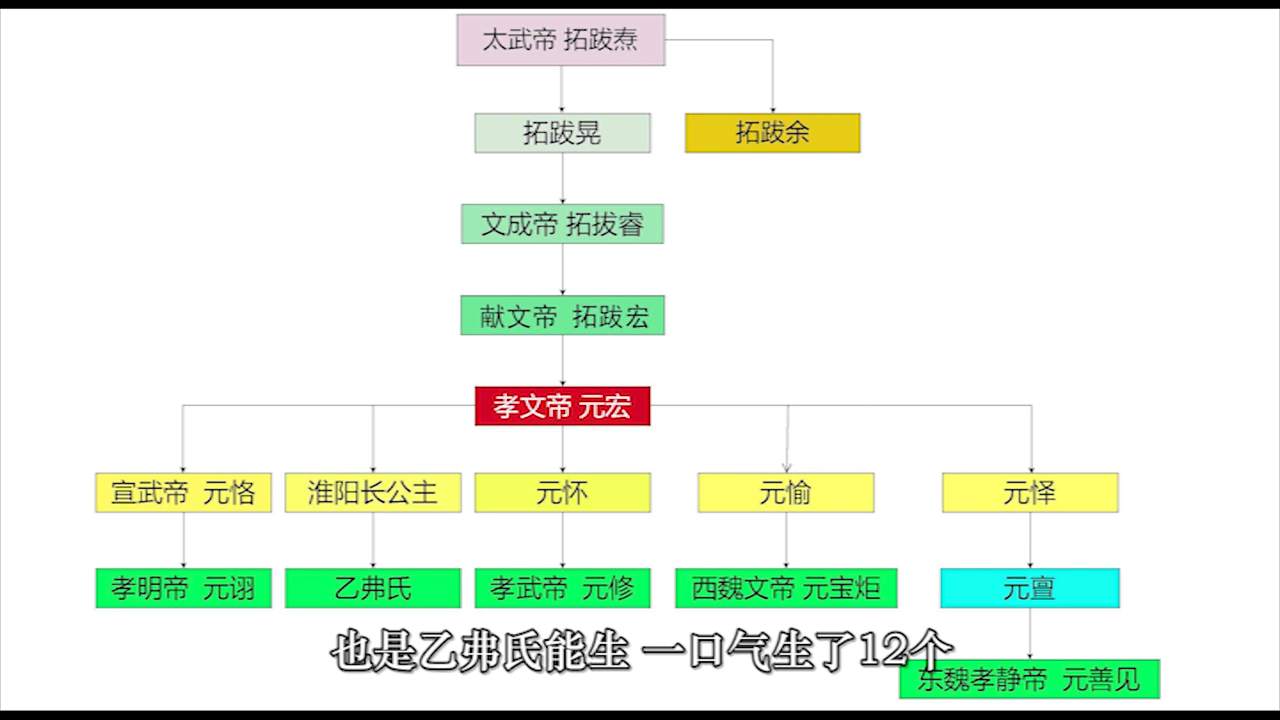 太武帝 拓跋焘
拓跋晃
拓跋余
文成帝 拓拔睿
献文帝 拓跋宏
孝文帝 元宏
宣武帝 元恪
淮阳长公主
元怀
元愉
元怿
孝明帝 元诩
乙弗氏
孝武帝 元修
西魏文帝 元宝炬
元亶
也是乙弗氏能生 一口气生了12个
东魏孝静帝 元善见